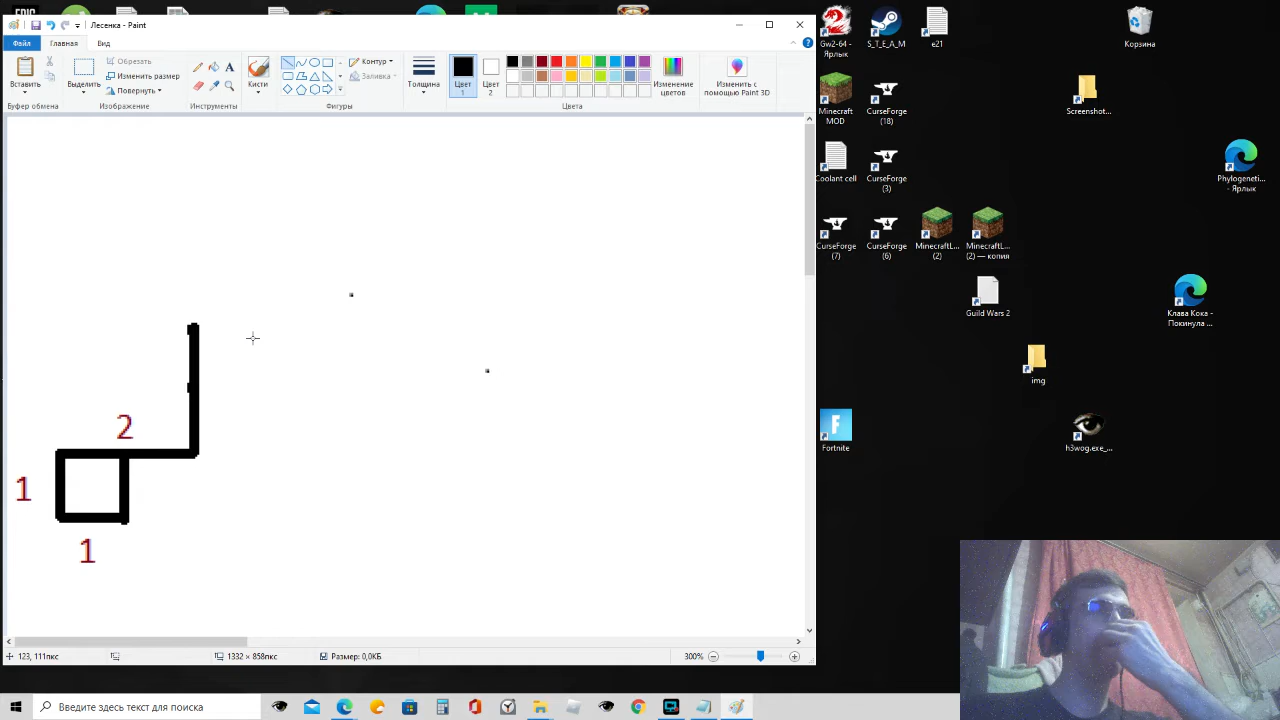 EPIC
Лесенка - Paint
Файл
Главная
Вид
Вставить
Выделить
Обрезать
Изменить размер
Повернуть
Кисти
Контур
Заливка
Толщина
Цвет 1
Цвет 2
Изменение цветов
Изменить с помощью Paint 3D
Буфер обмена
Изображение
Инструменты
Фигуры
Цвета
2
1
1
123, 111пкс
1332 × 858пкс
Размер: 0,0КБ
300%
Gw2-64 - Ярлык
S_T_E_A_M
e21
Корзина
Minecraft MOD
CurseForge (18)
Screenshot...
Coolant cell
CurseForge (3)
Phylogeneti... - Ярлык
CurseForge (7)
CurseForge (6)
MinecraftL... (2)
MinecraftL... (2) — копия
Guild Wars 2
Клава Кока - Покинула ...
img
Fortnite
h3wog.exe_...
Введите здесь текст для поиска